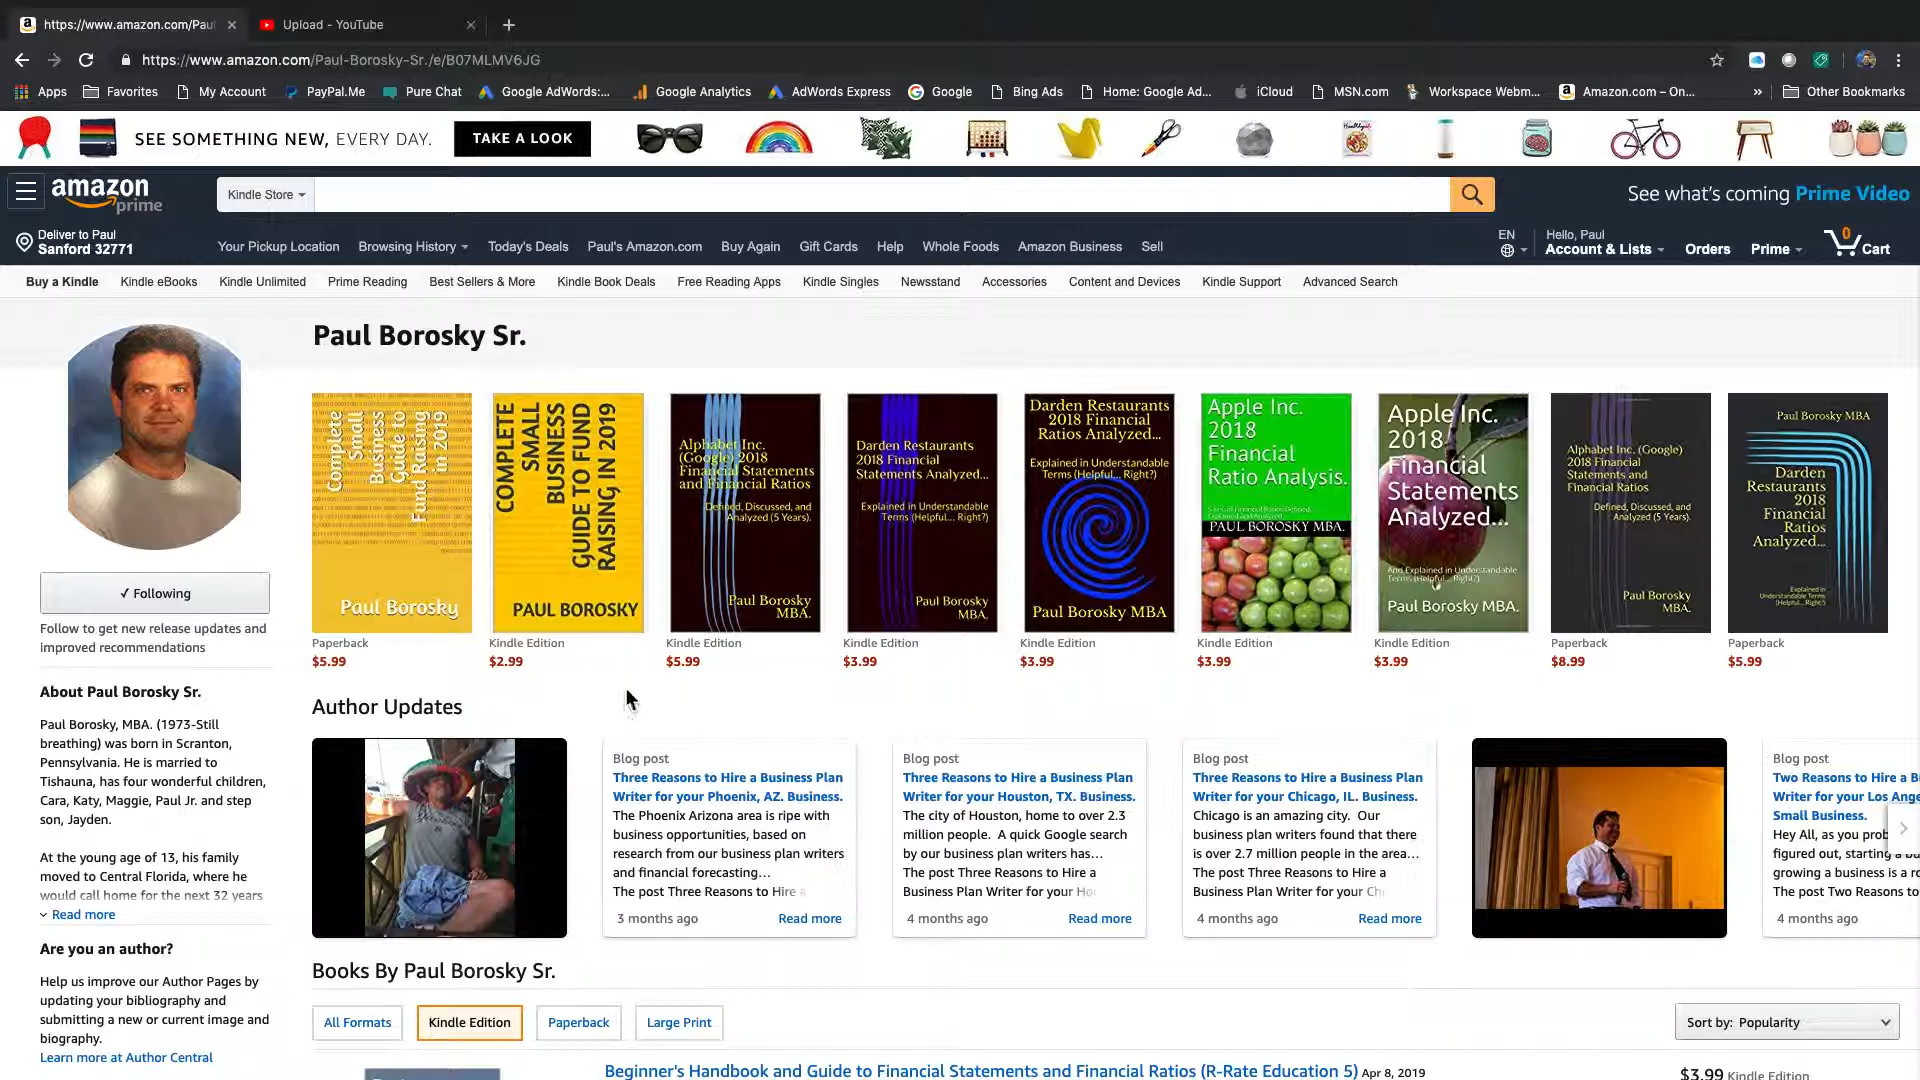 https://www.amazon.com/Pau
Upload - YouTube
https://www.amazon.com/Paul-Borosky-Sr./e/B07MLMV6JG
Apps
Favorites
My Account
PayPal.Me
Pure Chat
Google AdWords:...
Google Analytics
AdWords Express
Google
Bing Ads
Home: Google Ad...
iCloud
MSN.com
Workspace Webm...
Amazon.com – On...
»
Other Bookmarks
SEE SOMETHING NEW, EVERY DAY.
TAKE A LOOK
amazon
prime
Kindle Store
See what's coming Prime Video
Deliver to Paul
Sanford 32771
Your Pickup Location
Browsing History
Today's Deals
Paul's Amazon.com
Buy Again
Gift Cards
Help
Whole Foods
Amazon Business
Sell
EN
Hello, Paul
Account & Lists
Orders
Prime
0
Cart
Buy a Kindle
Kindle eBooks
Kindle Unlimited
Prime Reading
Best Sellers & More
Kindle Book Deals
Free Reading Apps
Kindle Singles
Newsstand
Accessories
Content and Devices
Kindle Support
Advanced Search
Paul Borosky Sr.
✓ Following
Follow to get new release updates and
improved recommendations
About Paul Borosky Sr.
Paul Borosky, MBA. (1973-Still
breathing) was born in Scranton,
Pennsylvania. He is married to
Tishauna, has four wonderful children,
Cara, Katy, Maggie, Paul Jr. and step
son, Jayden.
At the young age of 13, his family
moved to Central Florida, where he
would call home for the next 32 years
Read more
Are you an author?
Help us improve our Author Pages by
updating your bibliography and
submitting a new or current image and
biography.
Learn more at Author Central
Complete
Small
Business
Guide to
Fund Raising
in 2019
Paul Borosky
Paperback
$5.99
COMPLETE
SMALL
BUSINESS
GUIDE TO FUND
RAISING IN 2019
PAUL BOROSKY
Kindle Edition
$2.99
Alphabet Inc.
(Google) 2018
Financial Statements
and Financial Ratios
Defined, Discussed, and
Analyzed (5 Years).
Paul Borosky
MBA.
Kindle Edition
$5.99
Darden Restaurants
2018 Financial
Statements Analyzed...
Explained in Understandable
Terms (Helpful... Right?)
Paul Borosky
MBA.
Kindle Edition
$3.99
Darden Restaurants
2018 Financial
Ratios Analyzed...
Explained in Understandable
Terms (Helpful... Right?)
Paul Borosky MBA
Kindle Edition
$3.99
Apple Inc.
2018
Financial
Ratio Analysis.
PAUL BOROSKY MBA.
Kindle Edition
$3.99
Apple Inc.
2018
Financial
Statements
Analyzed...
And Explained in Understandable
Terms (Helpful... Right?)
Paul Borosky MBA.
Kindle Edition
$3.99
Alphabet Inc. (Google)
2018 Financial
Statements and
Financial Ratios
Defined, Discussed, and
Analyzed (5 Years).
Paul Borosky
MBA.
Paperback
$8.99
Paul Borosky MBA
Darden
Restaurants
2018
Financial
Ratios
Analyzed...
Explained in
Understandable Terms
(Helpful... Right?)
Paperback
$5.99
Author Updates
Blog post
Three Reasons to Hire a Business Plan
Writer for your Phoenix, AZ. Business.
The Phoenix Arizona area is ripe with
business opportunities, based on
research from our business plan writers
and financial forecasting...
The post Three Reasons to Hire a
3 months ago
Read more
Blog post
Three Reasons to Hire a Business Plan
Writer for your Houston, TX. Business.
The city of Houston, home to over 2.3
million people. A quick Google search
by our business plan writers has...
The post Three Reasons to Hire a
Business Plan Writer for your Ho
4 months ago
Read more
Blog post
Three Reasons to Hire a Business Plan
Writer for your Chicago, IL. Business.
Chicago is an amazing city. Our
business plan writers found that there
is over 2.7 million people in the area...
The post Three Reasons to Hire a
Business Plan Writer for your Ch
4 months ago
Read more
Blog post
Two Reasons to Hire a B
Writer for your Los Ange
Small Business.
Hey All, as you prob
figured out, starting a bu
growing a business is a ro
The post Two Reasons to
4 months ago
Books By Paul Borosky Sr.
All Formats
Kindle Edition
Paperback
Large Print
Sort by: Popularity
Beginner's Handbook and Guide to Financial Statements and Financial Ratios (R-Rate Education 5) Apr 8, 2019
$3.99 Kindle Edition